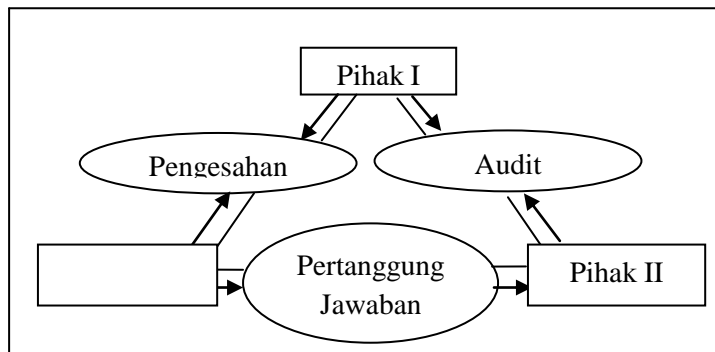 Pihak I
Pengesahan
Audit
Pertanggung
Jawaban
Pihak II